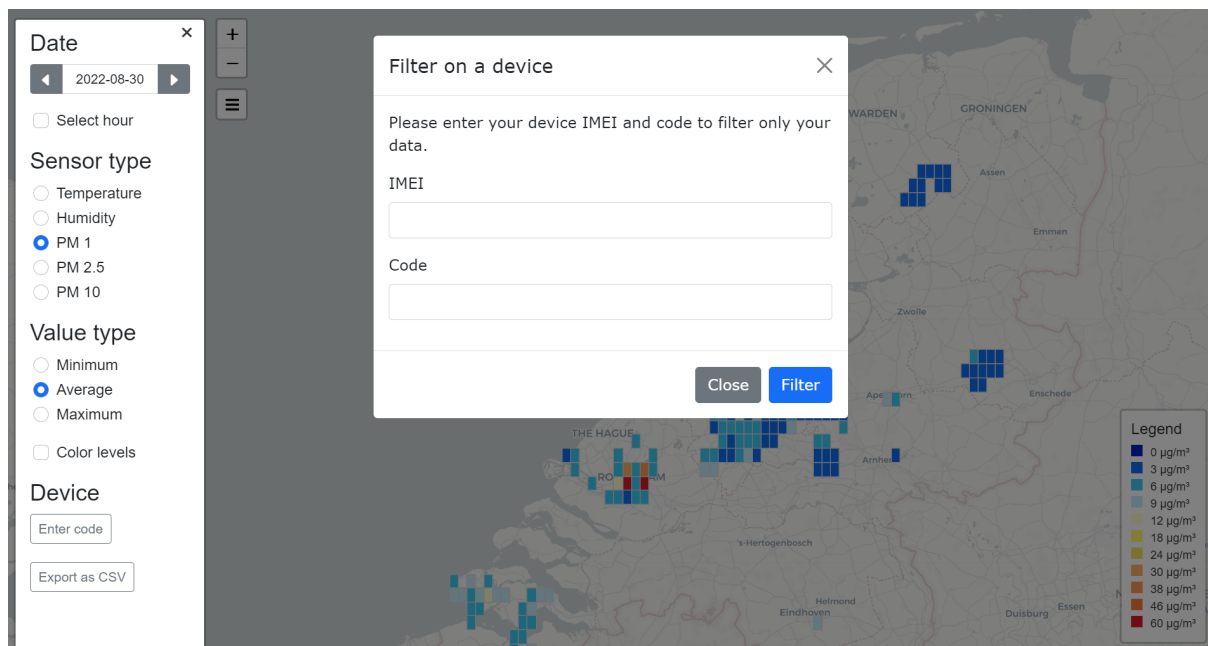 Date
×
2022-08-30
Select hour
Sensor type
Temperature
Humidity
PM 1
PM 2.5
PM 10
Value type
Minimum
Average
Maximum
Color levels
Device
Enter code
Export as CSV
+
−
Filter on a device
Please enter your device IMEI and code to filter only your
data.
IMEI
Code
Close
Filter
WARDEN
GRONINGEN
Assen
Emmen
Zwolle
Enschede
THE HAGUE
's-Hertogenbosch
Helmond
Eindhoven
Duisburg
Essen
Legend
0 µg/m³
3 µg/m³
6 µg/m³
9 µg/m³
12 µg/m³
18 µg/m³
24 µg/m³
30 µg/m³
38 µg/m³
46 µg/m³
60 µg/m³